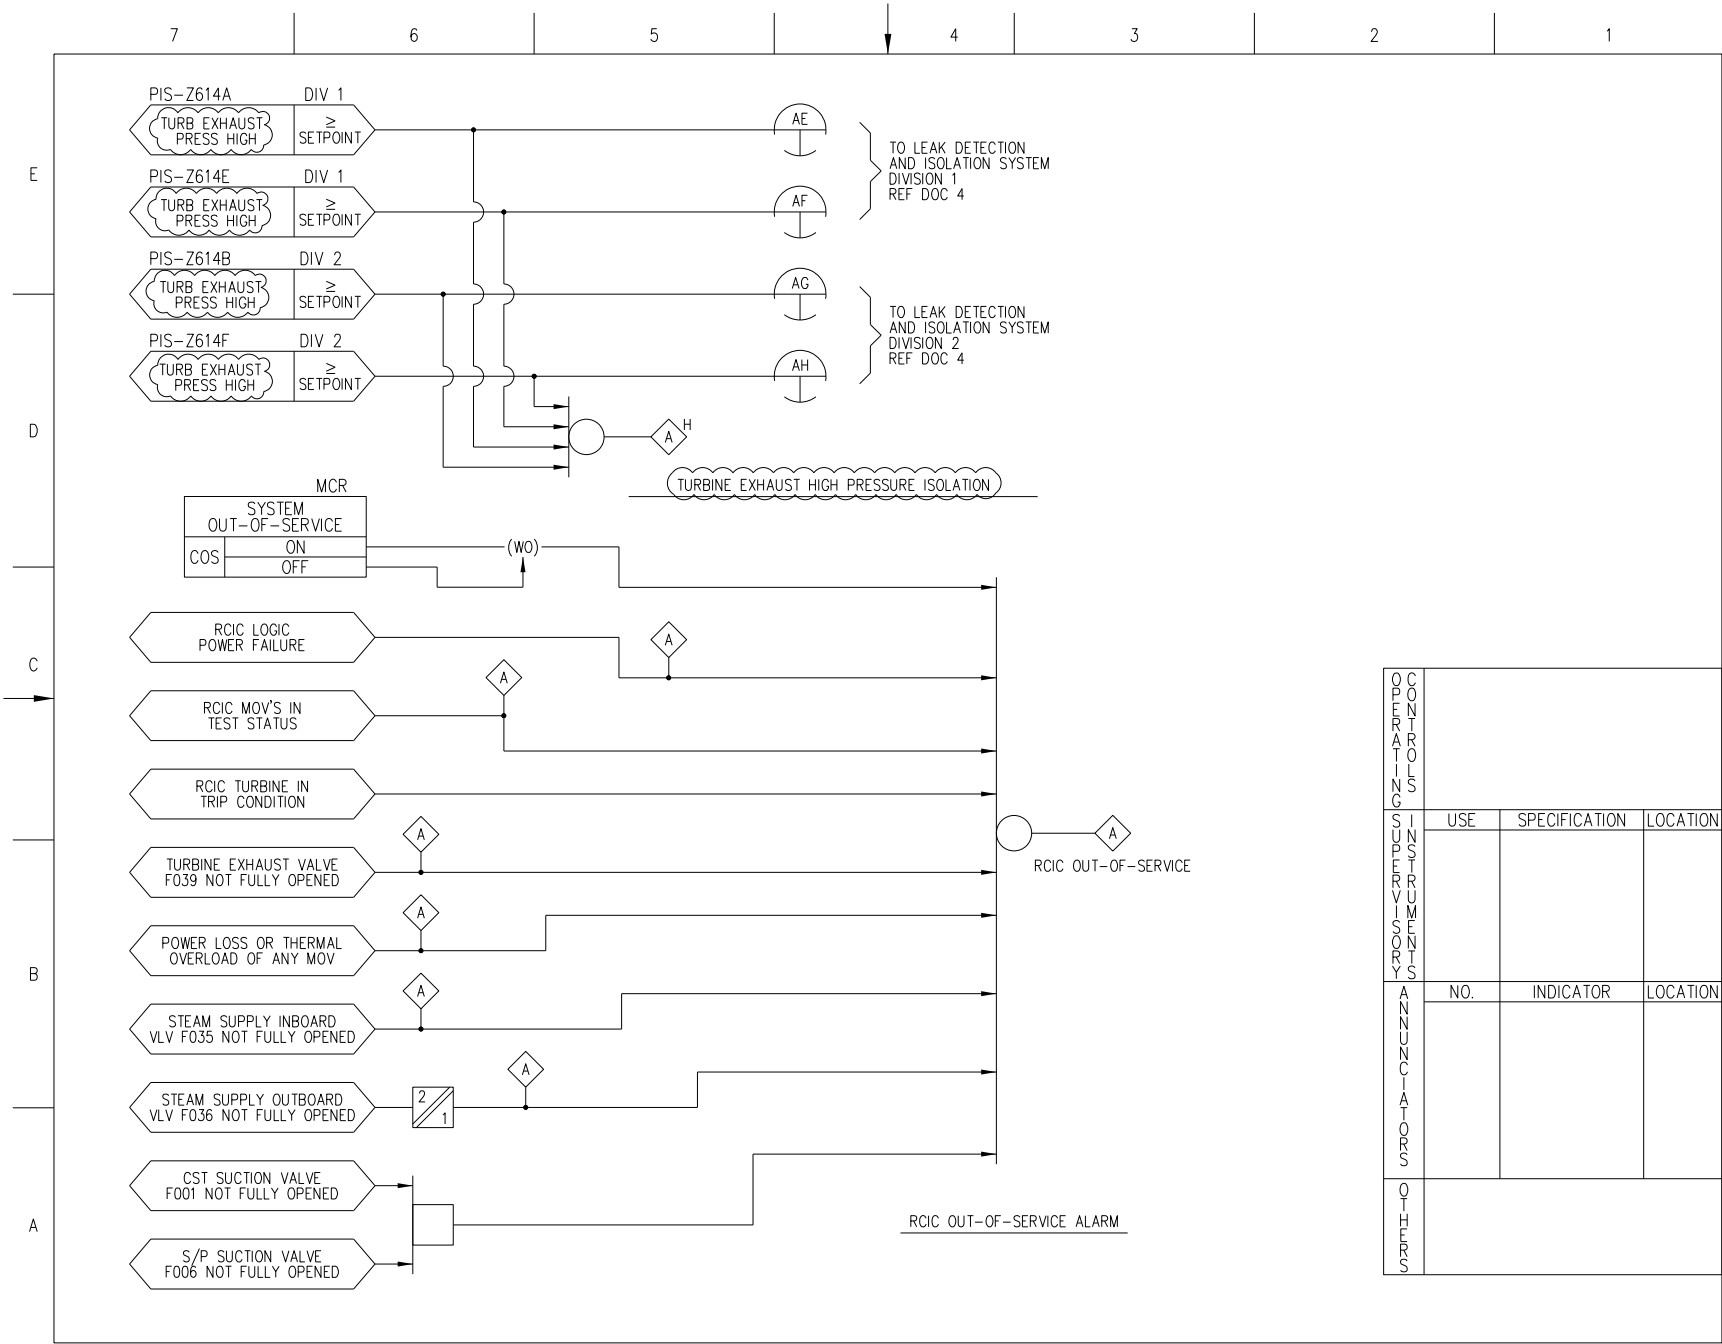 7 6 5 4 3 2 1
E
D
C
B
A
PIS-Z614A DIV 1
TURB EXHAUST
PRESS HIGH
≥
SETPOINT
AE
PIS-Z614E DIV 1
TURB EXHAUST
PRESS HIGH
≥
SETPOINT
AF
TO LEAK DETECTION
AND ISOLATION SYSTEM
DIVISION 1
REF DOC 4
PIS-Z614B DIV 2
TURB EXHAUST
PRESS HIGH
≥
SETPOINT
AG
PIS-Z614F DIV 2
TURB EXHAUST
PRESS HIGH
≥
SETPOINT
AH
TO LEAK DETECTION
AND ISOLATION SYSTEM
DIVISION 2
REF DOC 4
A H
TURBINE EXHAUST HIGH PRESSURE ISOLATION
MCR
SYSTEM
OUT-OF-SERVICE
COS
ON
OFF
(WO)
RCIC LOGIC
POWER FAILURE
A
RCIC MOV'S IN
TEST STATUS
A
RCIC TURBINE IN
TRIP CONDITION
TURBINE EXHAUST VALVE
F039 NOT FULLY OPENED
A
A
RCIC OUT-OF-SERVICE
POWER LOSS OR THERMAL
OVERLOAD OF ANY MOV
A
STEAM SUPPLY INBOARD
VLV F035 NOT FULLY OPENED
A
STEAM SUPPLY OUTBOARD
VLV F036 NOT FULLY OPENED
2
1
A
CST SUCTION VALVE
F001 NOT FULLY OPENED
S/P SUCTION VALVE
F006 NOT FULLY OPENED
RCIC OUT-OF-SERVICE ALARM
OPERATING
CONTROLS
SUPERVISORY
INSTRUMENTS
USE SPECIFICATION LOCATION
ANNUNCIATORS
NO. INDICATOR LOCATION
OTHERS